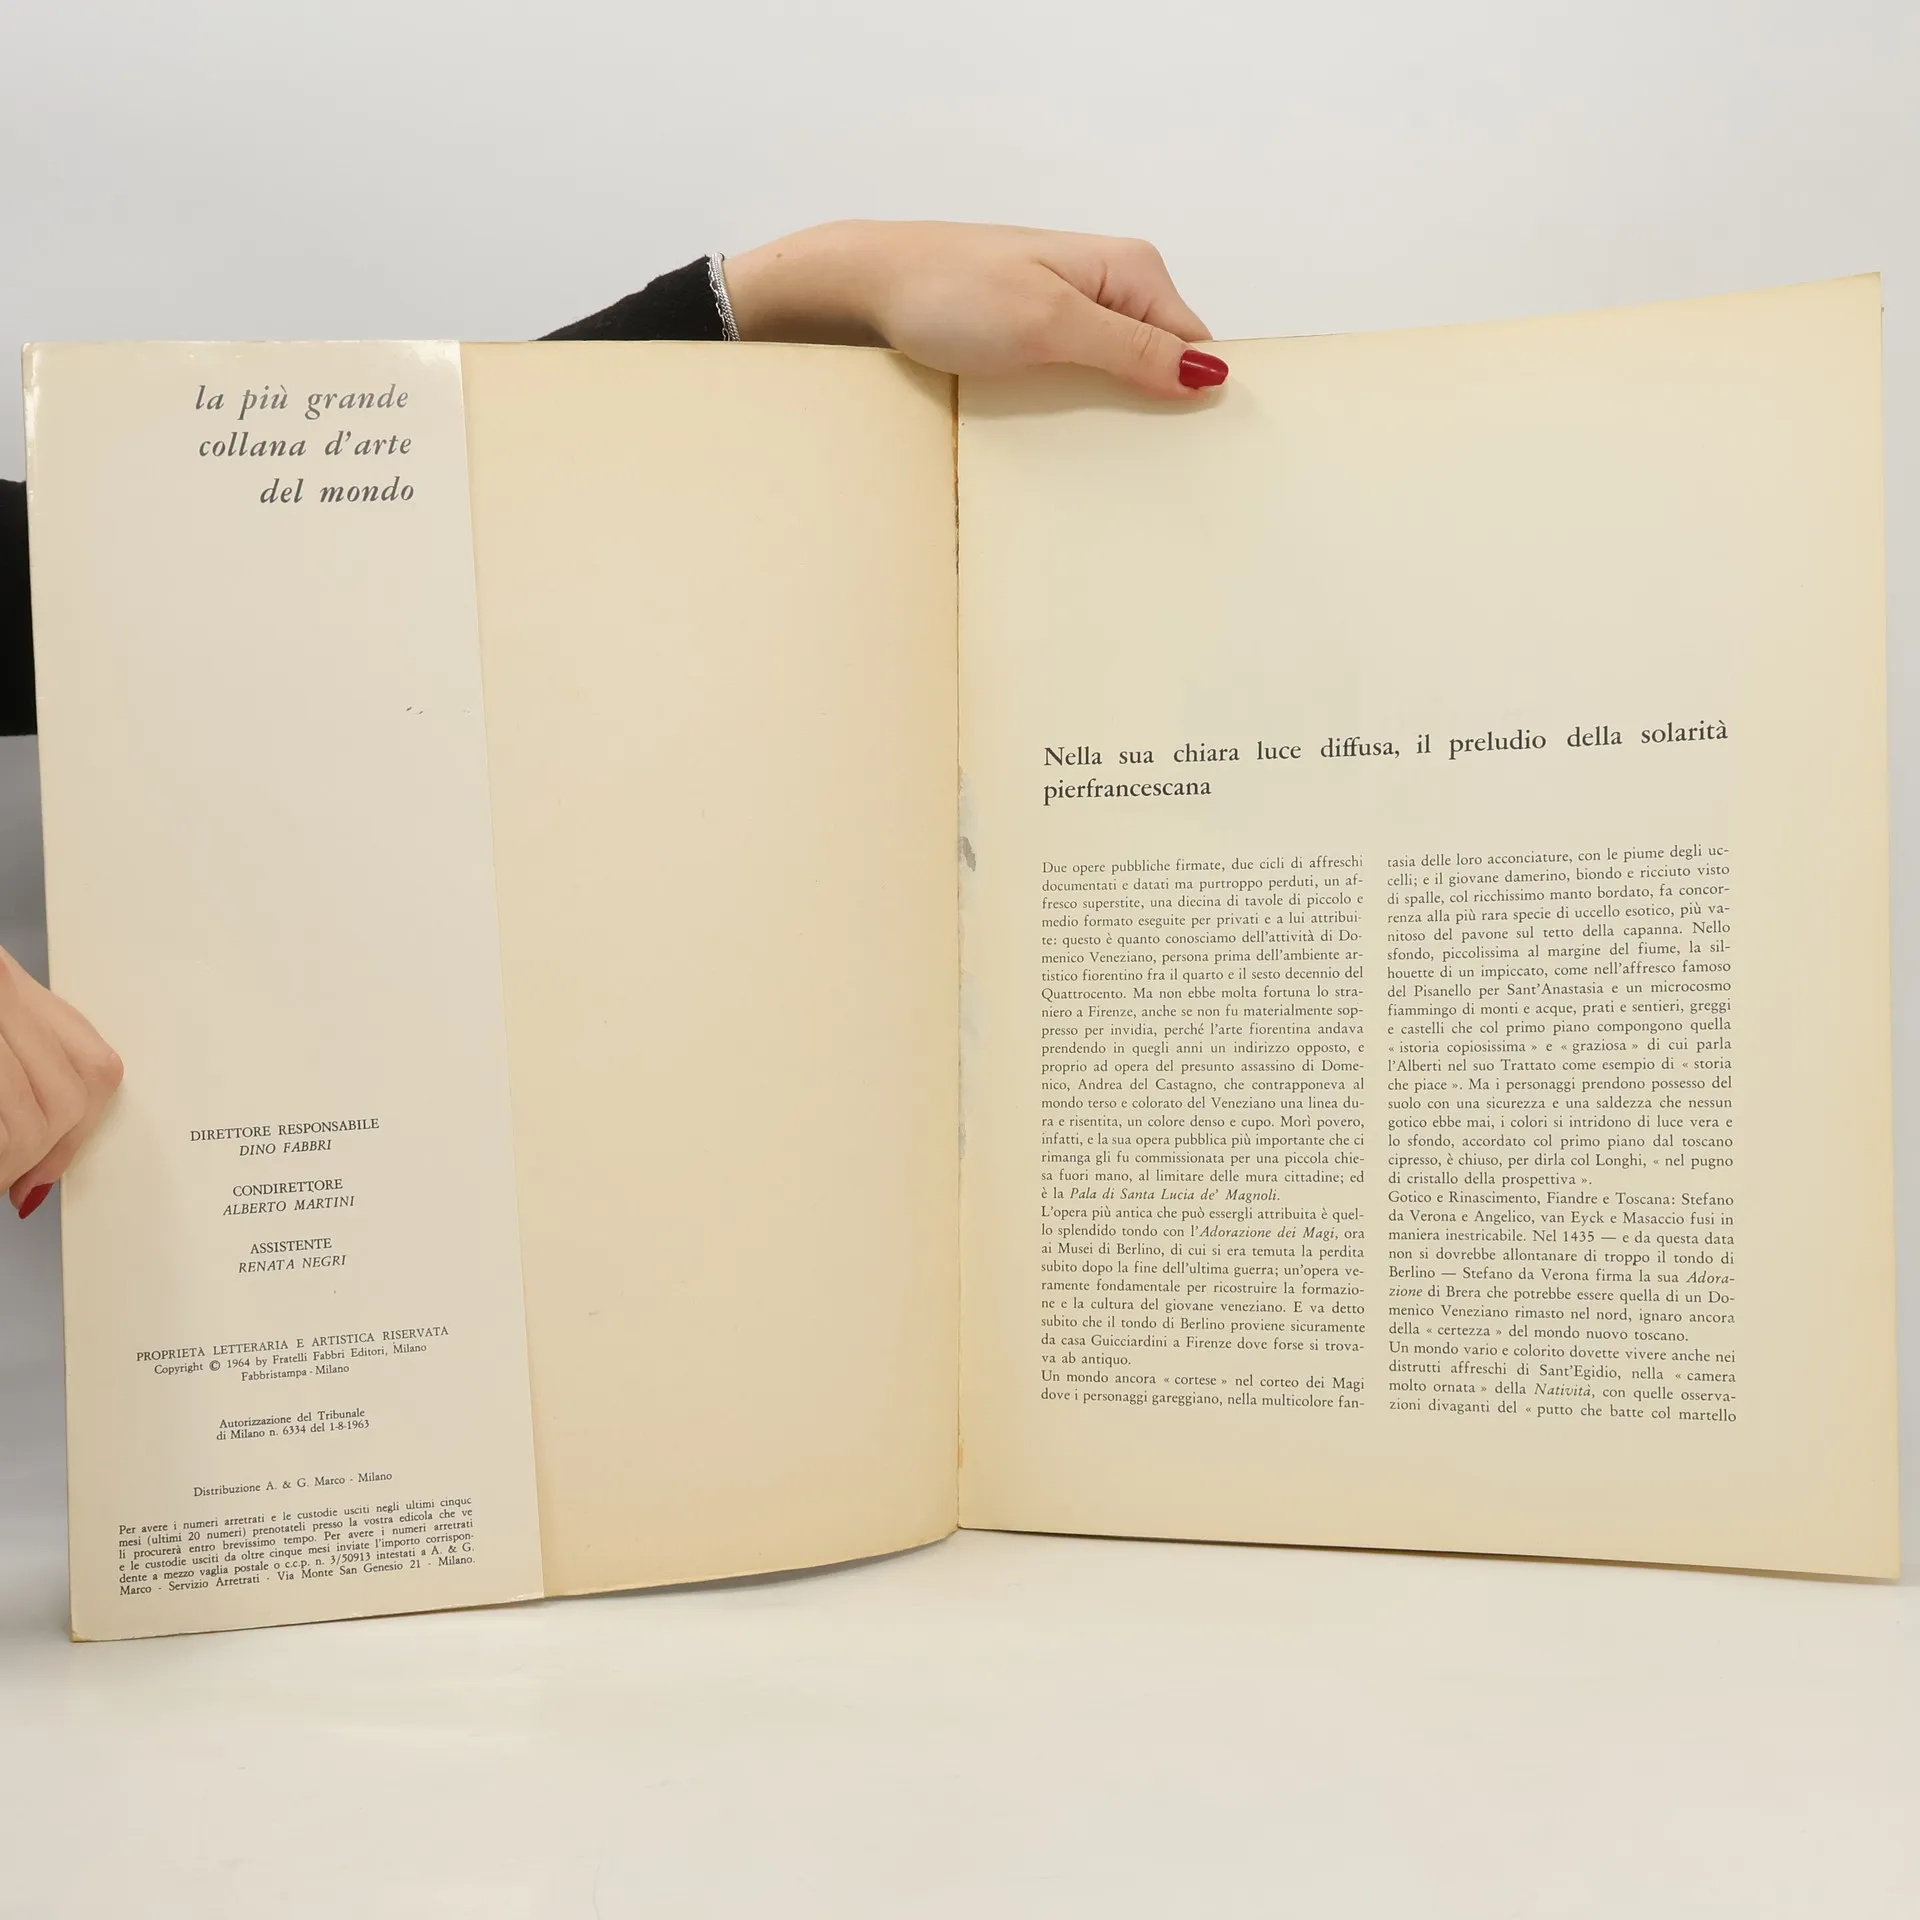 la più grande
collana d'arte
del mondo
DIRETTORE RESPONSABILE
DINO FABBRI
CONDIRETTORE
ALBERTO MARTINI
ASSISTENTE
RENATA NEGRI
PROPRIETÀ LETTERARIA E ARTISTICA RISERVATA
Copyright © 1964 by Fratelli Fabbri Editori, Milano
Fabbristampa - Milano
Autorizzazione del Tribunale
di Milano n. 6334 del 1-8-1963
Distribuzione A. & G. Marco - Milano
Per avere i numeri arretrati e le custodie usciti negli ultimi cinque
mesi (ultimi 20 numeri) prenotateli presso la vostra edicola che ve
li procurerà entro brevissimo tempo. Per avere i numeri arretrati
e le custodie usciti da oltre cinque mesi inviate l'importo corrispon-
dente a mezzo vaglia postale o c.c.p. n. 3/50913 intestati a A. & G.
Marco - Servizio Arretrati - Via Monte San Genesio 21 - Milano.
Nella sua chiara luce diffusa, il preludio della solarità
pierfrancescana
Due opere pubbliche firmate, due cicli di affreschi
documentati e datati ma purtroppo perduti, un af-
fresco superstite, una diecina di tavole di piccolo e
medio formato eseguite per privati e a lui attribui-
te: questo è quanto conosciamo dell'attività di Do-
menico Veneziano, persona prima dell'ambiente ar-
tistico fiorentino fra il quarto e il sesto decennio del
Quattrocento. Ma non ebbe molta fortuna lo stra-
niero a Firenze, anche se non fu materialmente sop-
presso per invidia, perché l'arte fiorentina andava
prendendo in quegli anni un indirizzo opposto, e
proprio ad opera del presunto assassino di Dome-
nico, Andrea del Castagno, che contrapponeva al
mondo terso e colorato del Veneziano una linea du-
ra e risentita, un colore denso e cupo. Morì povero,
infatti, e la sua opera pubblica più importante che ci
rimanga gli fu commissionata per una piccola chie-
sa fuori mano, al limitare delle mura cittadine; ed
è la Pala di Santa Lucia de' Magnoli.
L'opera più antica che può essergli attribuita è quel-
lo splendido tondo con l'Adorazione dei Magi, ora
ai Musei di Berlino, di cui si era temuta la perdita
subito dopo la fine dell'ultima guerra; un'opera ve-
ramente fondamentale per ricostruire la formazio-
ne e la cultura del giovane veneziano. E va detto
subito che il tondo di Berlino proviene sicuramente
da casa Guicciardini a Firenze dove forse si trova-
va ab antiquo.
Un mondo ancora « cortese » nel corteo dei Magi
dove i personaggi gareggiano, nella multicolore fan-
tasia delle loro acconciature, con le piume degli uc-
celli; e il giovane damerino, biondo e ricciuto visto
di spalle, col ricchissimo manto bordato, fa concor-
renza alla più rara specie di uccello esotico, più va-
nitoso del pavone sul tetto della capanna. Nello
sfondo, piccolissima al margine del fiume, la sil-
houette di un impiccato, come nell'affresco famoso
del Pisanello per Sant'Anastasia e un microcosmo
fiammingo di monti e acque, prati e sentieri, greggi
e castelli che col primo piano compongono quella
« istoria copiosissima » e « graziosa » di cui parla
l'Alberti nel suo Trattato come esempio di « storia
che piace ». Ma i personaggi prendono possesso del
suolo con una sicurezza e una saldezza che nessun
gotico ebbe mai, i colori si intridono di luce vera e
lo sfondo, accordato col primo piano dal toscano
cipresso, è chiuso, per dirla col Longhi, « nel pugno
di cristallo della prospettiva ».
Gotico e Rinascimento, Fiandre e Toscana: Stefano
da Verona e Angelico, van Eyck e Masaccio fusi in
maniera inestricabile. Nel 1435 — e da questa data
non si dovrebbe allontanare di troppo il tondo di
Berlino — Stefano da Verona firma la sua Adora-
zione di Brera che potrebbe essere quella di un Do-
menico Veneziano rimasto nel nord, ignaro ancora
della « certezza » del mondo nuovo toscano.
Un mondo vario e colorito dovette vivere anche nei
distrutti affreschi di Sant'Egidio, nella « camera
molto ornata » della Natività, con quelle osserva-
zioni divaganti del « putto che batte col martello